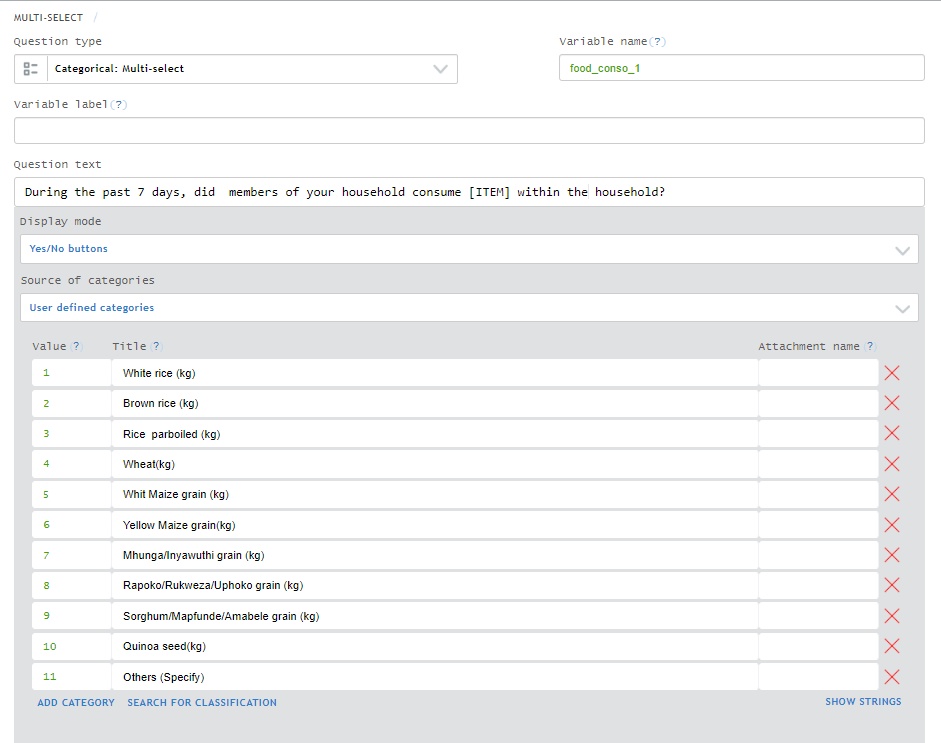 MULTI-SELECT /
Question type
Variable name (?)
Categorical: Multi-select
food_conso_1
Variable label (?)
Question text
During the past 7 days, did  members of your household consume [ITEM] within the household?
Display mode
Yes/No buttons
Source of categories
User defined categories
Value ? Title ? Attachment name ?
1 White rice (kg)
2 Brown rice (kg)
3 Rice  parboiled (kg)
4 Wheat(kg)
5 Whit Maize grain (kg)
6 Yellow Maize grain(kg)
7 Mhunga/Inyawuthi grain (kg)
8 Rapoko/Rukweza/Uphoko grain (kg)
9 Sorghum/Mapfunde/Amabele grain (kg)
10 Quinoa seed(kg)
11 Others (Specify)
ADD CATEGORY SEARCH FOR CLASSIFICATION SHOW STRINGS